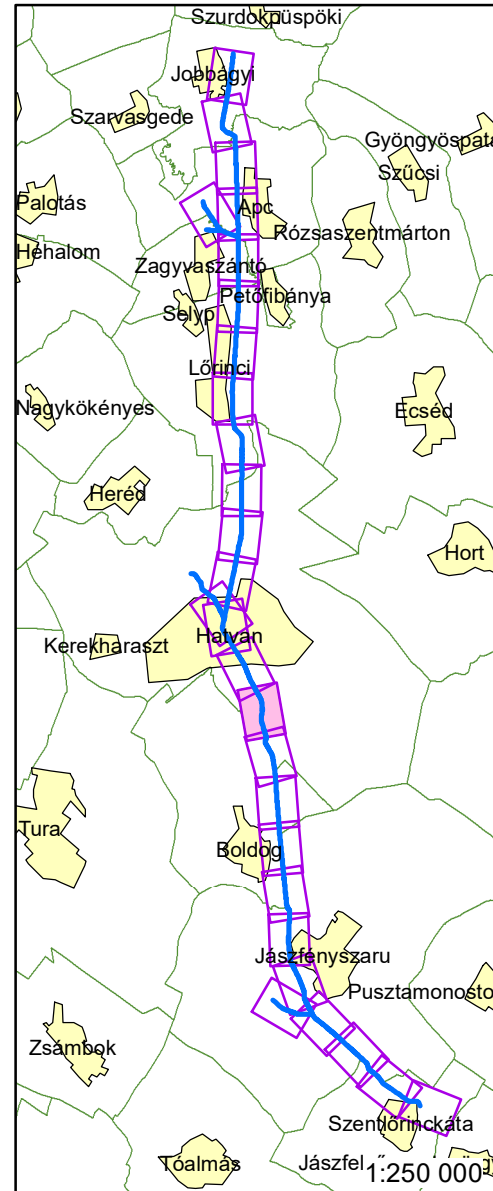 Szurdokpüspöki
Jobbágyi
Szarvasgede
Gyöngyöspata
Szűcsi
Palotás
Apc
Rózsaszentmárton
Héhalom
Zagyvaszántó
Petőfibánya
Selyp
Lőrinci
Nagykökényes
Ecséd
Heréd
Hort
Hatvan
Kerekharaszt
Tura
Boldog
Jászfényszaru
Pusztamonosto
Zsámbok
Szentlőrinckáta
Tóalmás
Jászfel
1:250 000